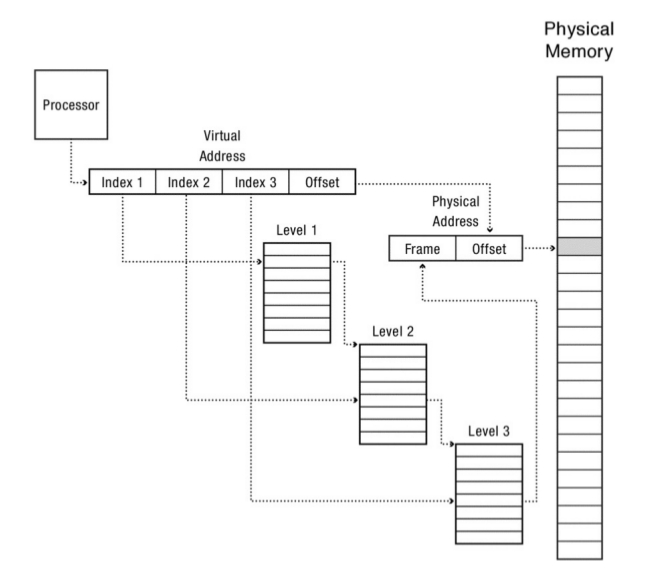 Physical
Memory
Processor
Virtual
Address
Index 1 Index 2 Index 3 Offset
Physical
Address
Level 1
Frame Offset
Level 2
Level 3